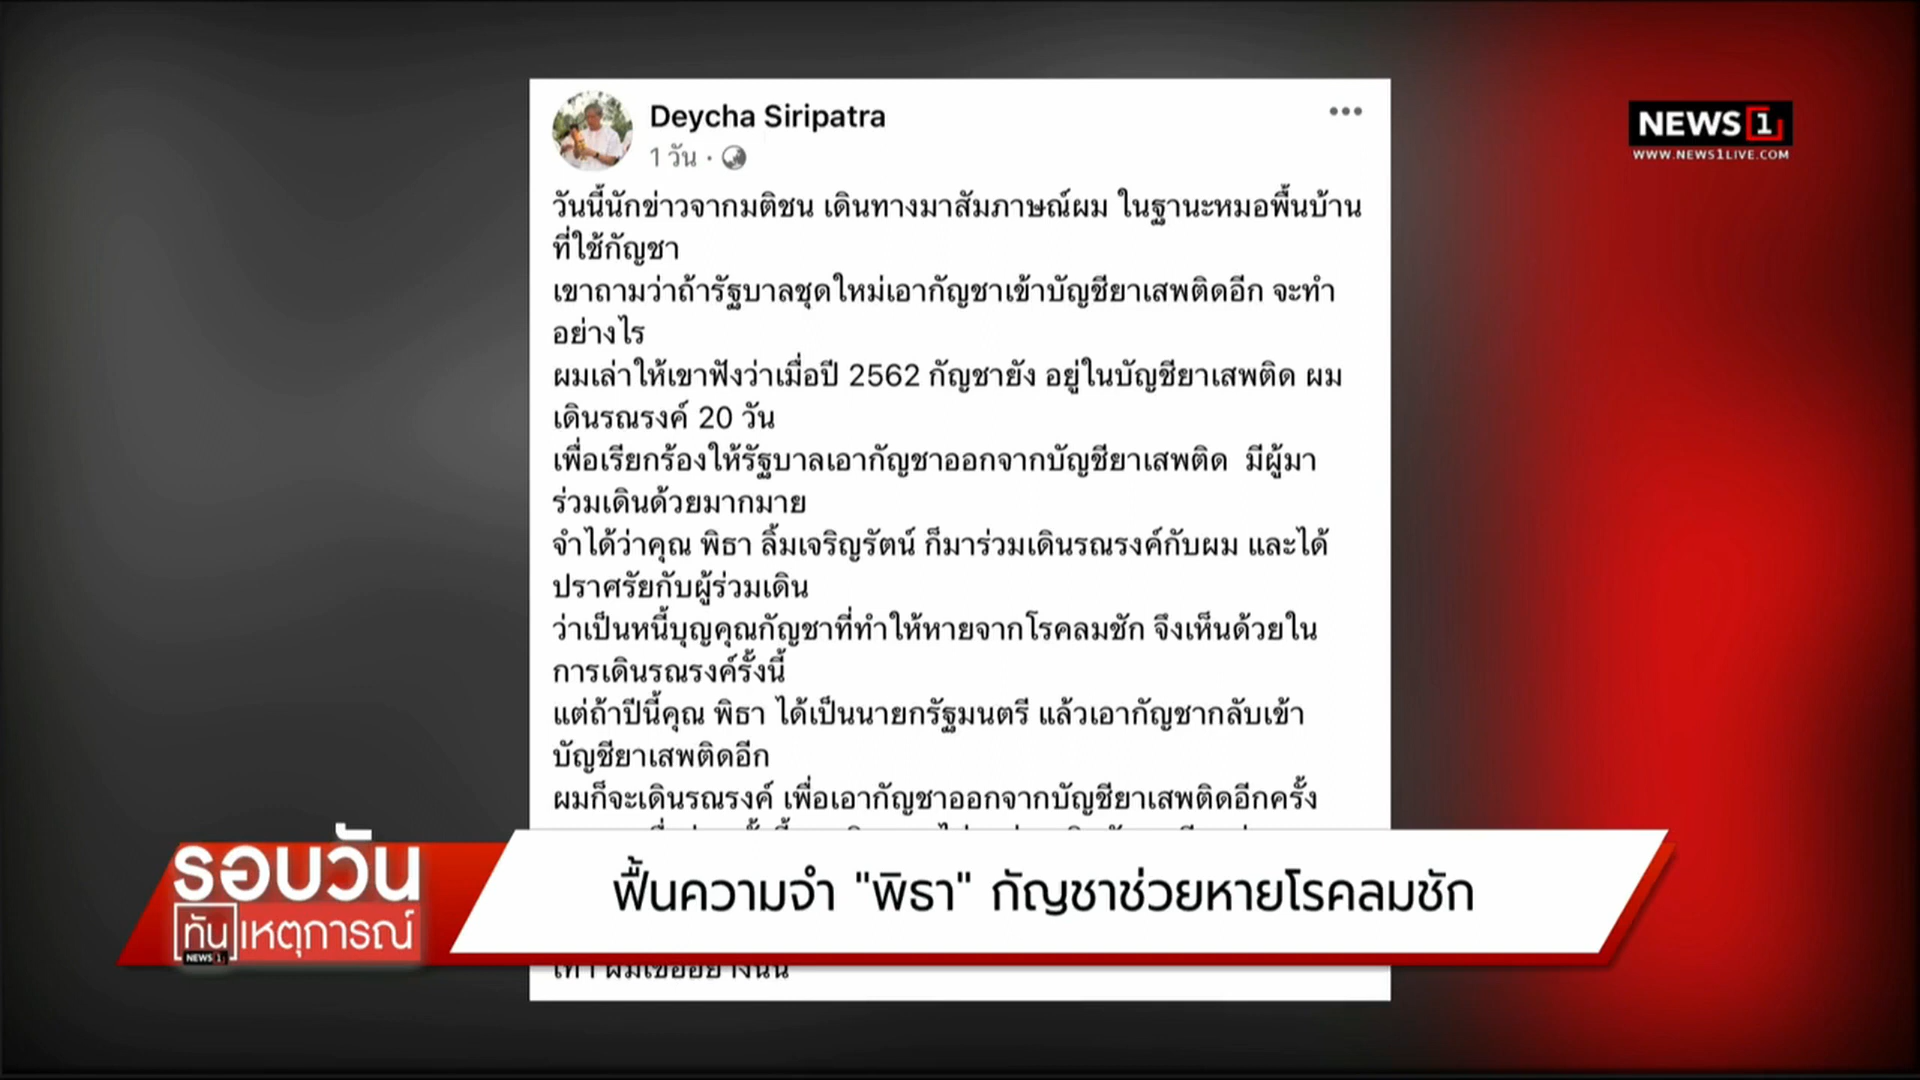 Deycha Siripatra
1 วัน ·
NEWS 1
WWW.NEWS1LIVE.COM
วันนี้นักข่าวจากมติชน เดินทางมาสัมภาษณ์ผม ในฐานะหมอพื้นบ้าน
ที่ใช้กัญชา
เขาถามว่าถ้ารัฐบาลชุดใหม่เอากัญชาเข้าบัญชียาเสพติดอีก จะทำ
อย่างไร
ผมเล่าให้เขาฟังว่าเมื่อปี 2562 กัญชายัง อยู่ในบัญชียาเสพติด ผม
เดินรณรงค์ 20 วัน
เพื่อเรียกร้องให้รัฐบาลเอากัญชาออกจากบัญชียาเสพติด มีผู้มา
ร่วมเดินด้วยมากมาย
จำได้ว่าคุณ พิธา ลิ้มเจริญรัตน์ ก็มาร่วมเดินรณรงค์กับผม และได้
ปราศรัยกับผู้ร่วมเดิน
ว่าเป็นหนี้บุญคุณกัญชาที่ทำให้หายจากโรคลมชัก จึงเห็นด้วยใน
การเดินรณรงค์ครั้งนี้
แต่ถ้าปีนี้คุณ พิธา ได้เป็นนายกรัฐมนตรี แล้วเอากัญชากลับเข้า
บัญชียาเสพติดอีก
ผมก็จะเดินรณรงค์ เพื่อเอากัญชาออกจากบัญชียาเสพติดอีกครั้ง
รอบวัน
ทันเหตุการณ์
NEWS 1
ฟื้นความจำ "พิธา" กัญชาช่วยหายโรคลมชัก